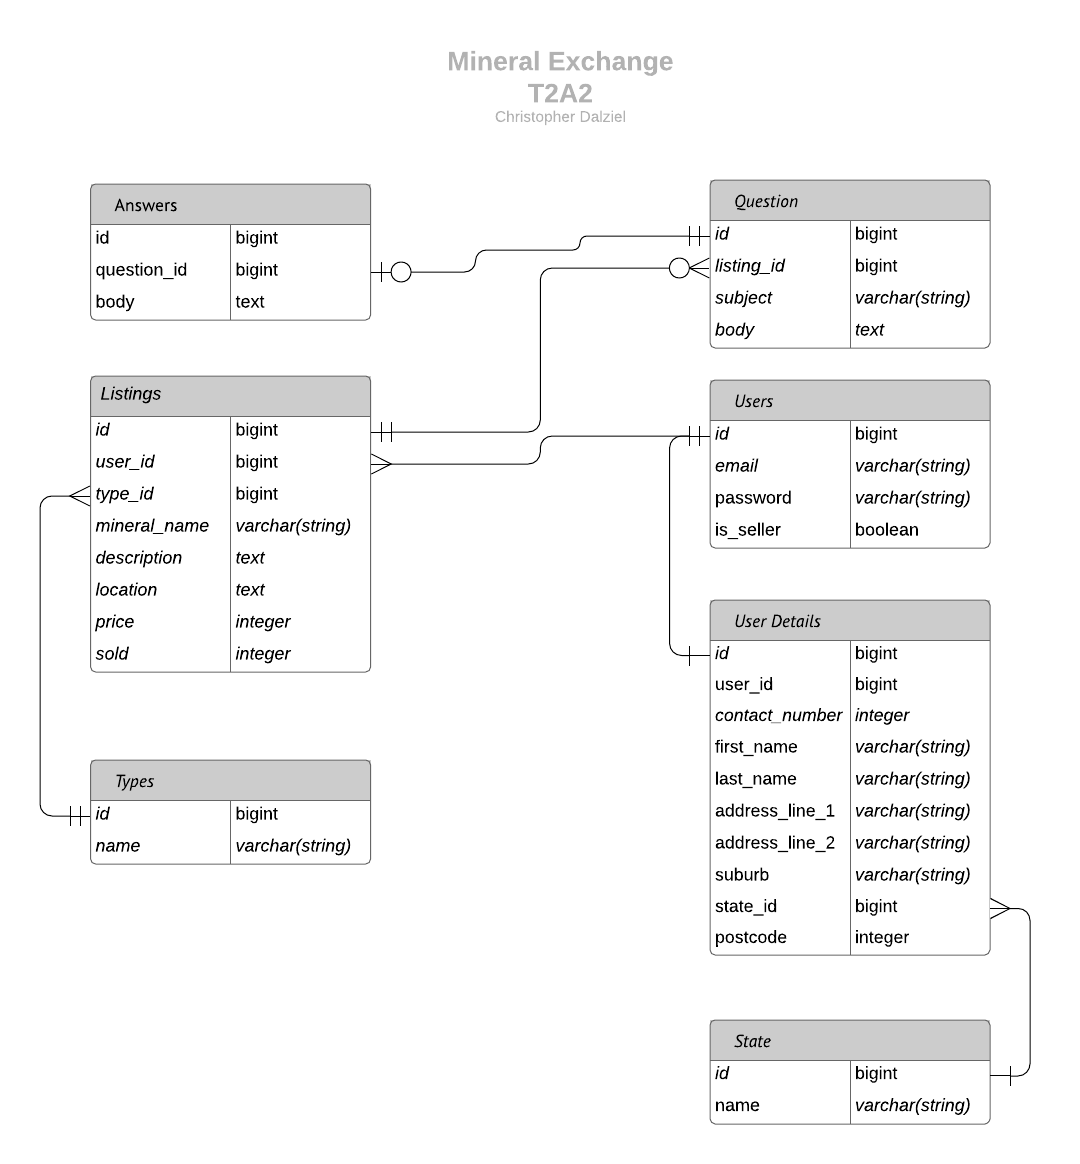 Mineral Exchange
T2A2
Christopher Dalziel
Answers
id bigint
question_id bigint
body text
Question
id bigint
listing_id bigint
subject varchar(string)
body text
Listings
id bigint
user_id bigint
type_id bigint
mineral_name varchar(string)
description text
location text
price integer
sold integer
Users
id bigint
email varchar(string)
password varchar(string)
is_seller boolean
User Details
id bigint
user_id bigint
contact_number integer
first_name varchar(string)
last_name varchar(string)
address_line_1 varchar(string)
address_line_2 varchar(string)
suburb varchar(string)
state_id bigint
postcode integer
Types
id bigint
name varchar(string)
State
id bigint
name varchar(string)